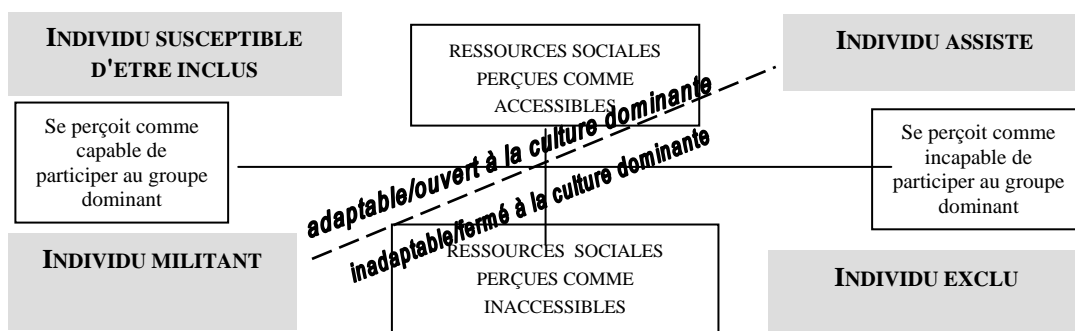 INDIVIDU SUSCEPTIBLE
D'ETRE INCLUS
RESSOURCES SOCIALES
PERÇUES COMME
ACCESSIBLES
INDIVIDU ASSISTE
Se perçoit comme
capable de
participer au groupe
dominant
adaptable/ouvert à la culture dominante
inadaptable/fermé à la culture dominante
Se perçoit comme
incapable de
participer au groupe
dominant
INDIVIDU MILITANT
RESSOURCES SOCIALES
PERÇUES COMME
INACCESSIBLES
INDIVIDU EXCLU